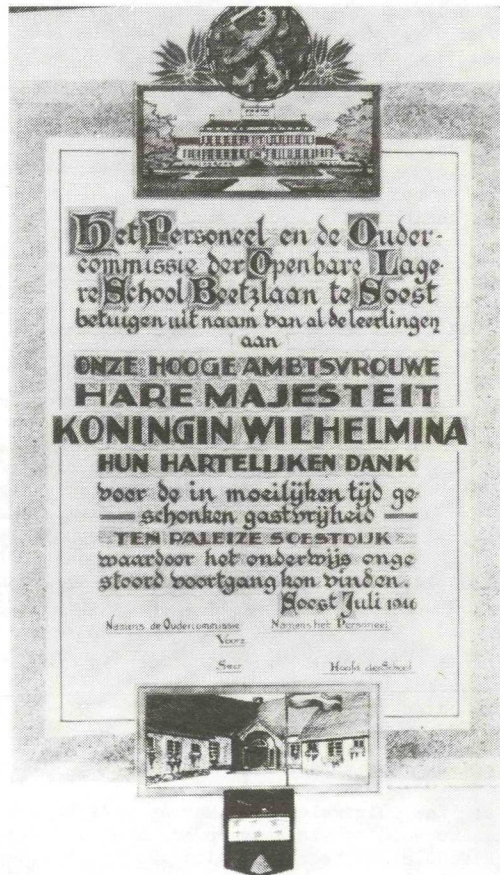 Het Personeel en de Ouder-
commissie der Openbare Lage-
re School Beetzlaan te Soest
betuigen uit naam van al de leerlingen
aan
ONZE HOOGE AMBTSVROUWE
HARE MAJESTEIT
KONINGIN WILHELMINA
HUN HARTELIJKEN DANK
voor de in moeilijken tijd ge-
schonken gastvrijheid
TEN PALEIZE SOESTDIJK
waardoor het onderwijs onge
stoord voortgang kon vinden.
Soest Juli 1946
Namens de Oudercommissie Namens het Personeel
Voorz.
Secr. Hoofd der School